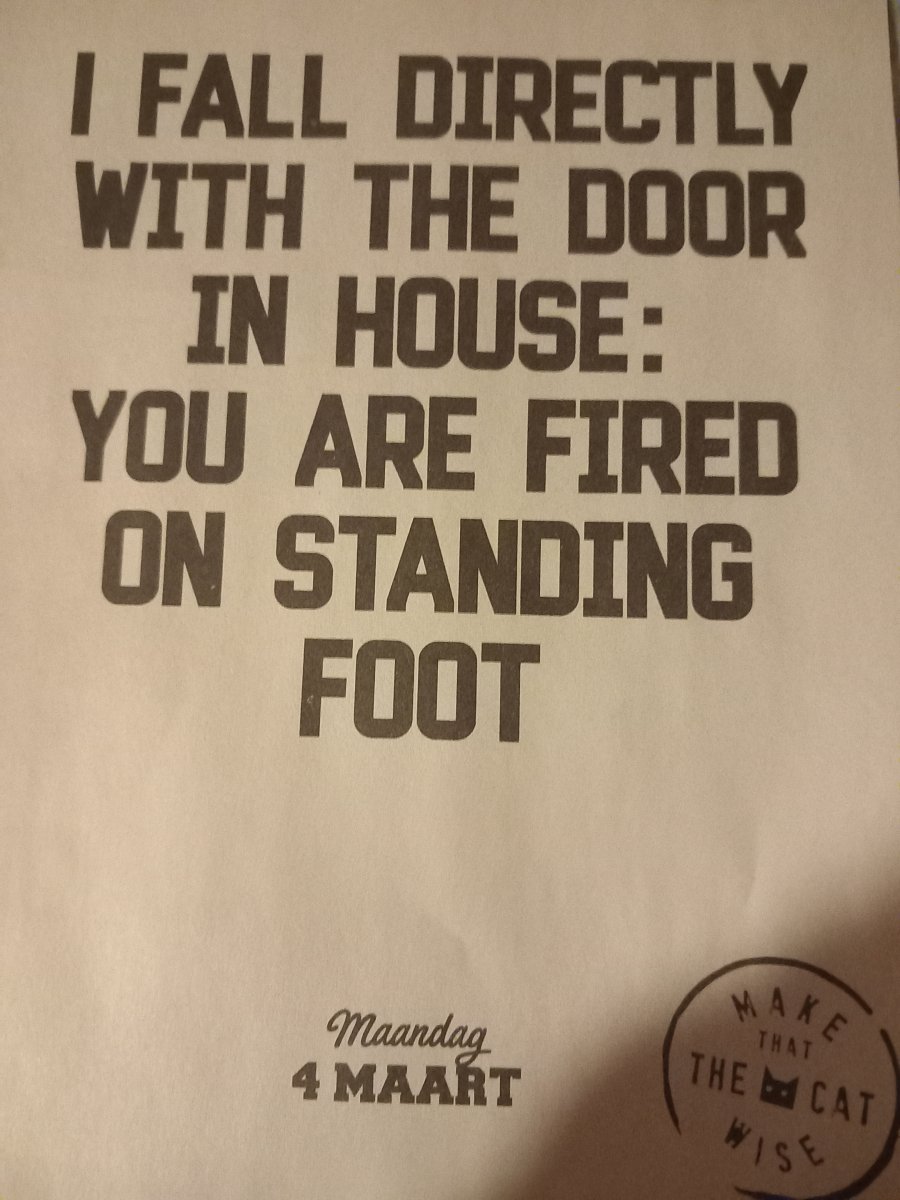 I FALL DIRECTLY
WITH THE DOOR
IN HOUSE:
YOU ARE FIRED
ON STANDING
FOOT
Maandag
4 MAART
MAKE
THAT
THE CAT
WISE